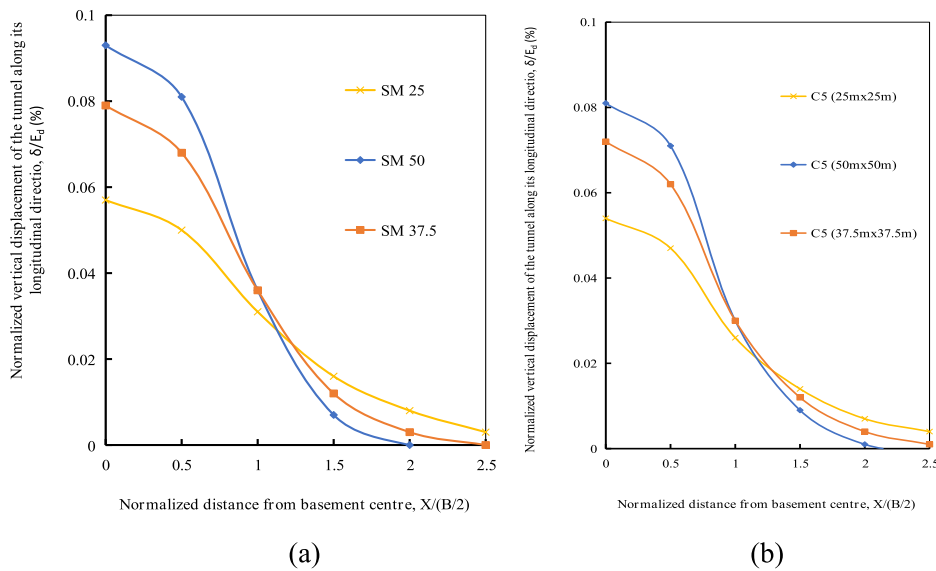 Normalized vertical displacement of the tunnel along its
longitudinal directio, δ/E_d (%)
0.1
0.08
0.06
0.04
0.02
0
0 0.5 1 1.5 2 2.5
SM 25
SM 50
SM 37.5
Normalized distance from basement centre, X/(B/2)
(a)
Normalized vertical displacement of the tunnel along its longitudinal directio, δ/E_d (%)
0.1
0.08
0.06
0.04
0.02
0
0 0.5 1 1.5 2 2.5
C5 (25mx25m)
C5 (50mx50m)
C5 (37.5mx37.5m)
Normalized distance from basement centre, X/(B/2)
(b)